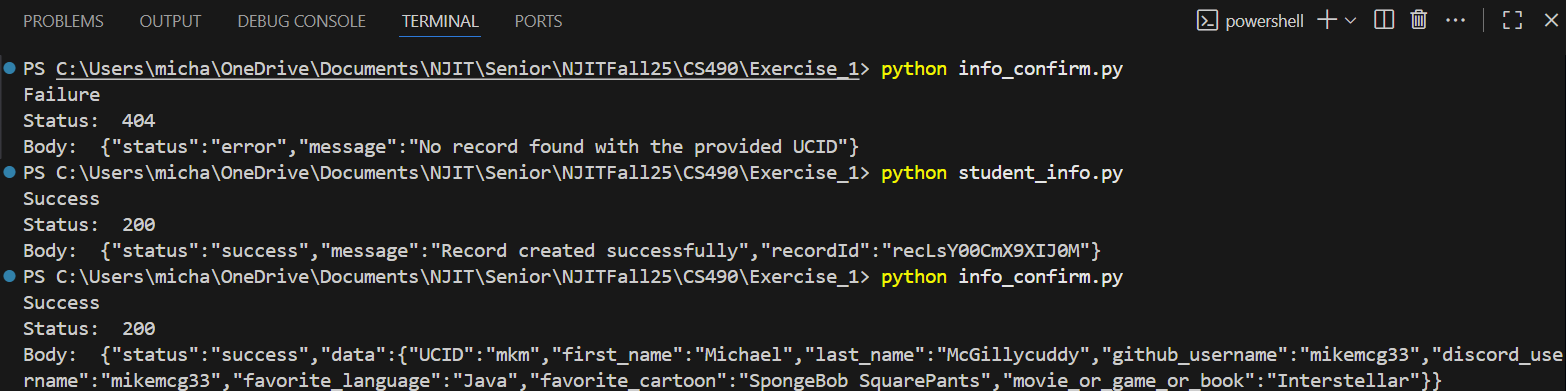 PROBLEMS OUTPUT DEBUG CONSOLE TERMINAL PORTS powershell
PS C:\Users\micha\OneDrive\Documents\NJIT\Senior\NJITFall25\CS490\Exercise_1> python info_confirm.py
Failure
Status:  404
Body:  {"status":"error","message":"No record found with the provided UCID"}
PS C:\Users\micha\OneDrive\Documents\NJIT\Senior\NJITFall25\CS490\Exercise_1> python student_info.py
Success
Status:  200
Body:  {"status":"success","message":"Record created successfully","recordId":"recLsY00CmX9XIJ0M"}
PS C:\Users\micha\OneDrive\Documents\NJIT\Senior\NJITFall25\CS490\Exercise_1> python info_confirm.py
Success
Status:  200
Body:  {"status":"success","data":{"UCID":"mkm","first_name":"Michael","last_name":"McGillycuddy","github_username":"mikemcg33","discord_use
rname":"mikemcg33","favorite_language":"Java","favorite_cartoon":"SpongeBob SquarePants","movie_or_game_or_book":"Interstellar"}}